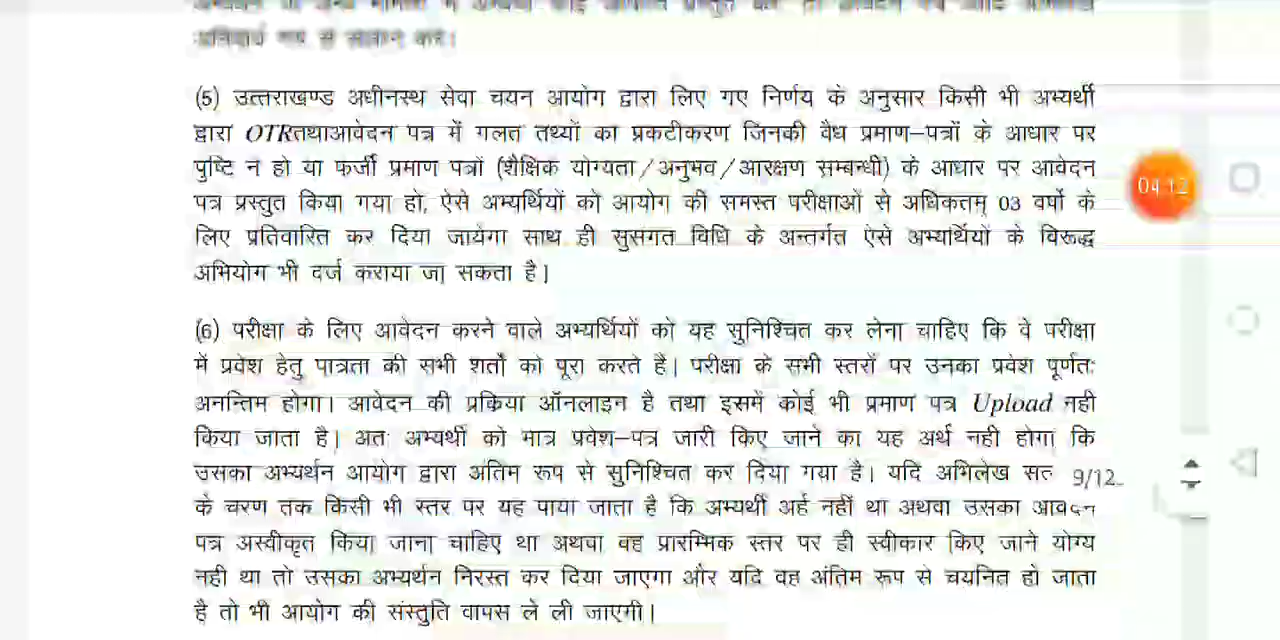 अनिवार्य रूप से संलग्न करें।
(5) उत्तराखण्ड अधीनस्थ सेवा चयन आयोग द्वारा लिए गए निर्णय के अनुसार किसी भी अभ्यर्थी
द्वारा OTRतथाआवेदन पत्र में गलत तथ्यों का प्रकटीकरण जिनकी वैध प्रमाण–पत्रों के आधार पर
पुष्टि न हो या फर्जी प्रमाण पत्रों (शैक्षिक योग्यता/अनुभव/आरक्षण सम्बन्धी) के आधार पर आवेदन
पत्र प्रस्तुत किया गया हो, ऐसे अभ्यर्थियों को आयोग की समस्त परीक्षाओं से अधिकतम् 03 वर्षो के
लिए प्रतिवारित कर दिया जायेगा साथ ही सुसंगत विधि के अन्तर्गत ऐसे अभ्यर्थियों के विरूद्ध
अभियोग भी दर्ज कराया जा सकता है।
04:12
(6) परीक्षा के लिए आवेदन करने वाले अभ्यर्थियों को यह सुनिश्चित कर लेना चाहिए कि वे परीक्षा
में प्रवेश हेतु पात्रता की सभी शर्तों को पूरा करते है। परीक्षा के सभी स्तरों पर उनका प्रवेश पूर्णतः
अनन्तिम होगा। आवेदन की प्रक्रिया ऑनलाइन है तथा इसमें कोई भी प्रमाण पत्र Upload नही
किया जाता है। अतः अभ्यर्थी को मात्र प्रवेश–पत्र जारी किए जाने का यह अर्थ नही होगा कि
उसका अभ्यर्थन आयोग द्वारा अंतिम रूप से सुनिश्चित कर दिया गया है। यदि अभिलेख सत
9/12
के चरण तक किसी भी स्तर पर यह पाया जाता है कि अभ्यर्थी अर्ह नहीं था अथवा उसका आवेदन
पत्र अस्वीकृत किया जाना चाहिए था अथवा वह प्रारम्भिक स्तर पर ही स्वीकार किए जाने योग्य
नही था तो उसका अभ्यर्थन निरस्त कर दिया जाएगा और यदि वह अंतिम रूप से चयनित हो जाता
है तो भी आयोग की संस्तुति वापस ले ली जाएगी।